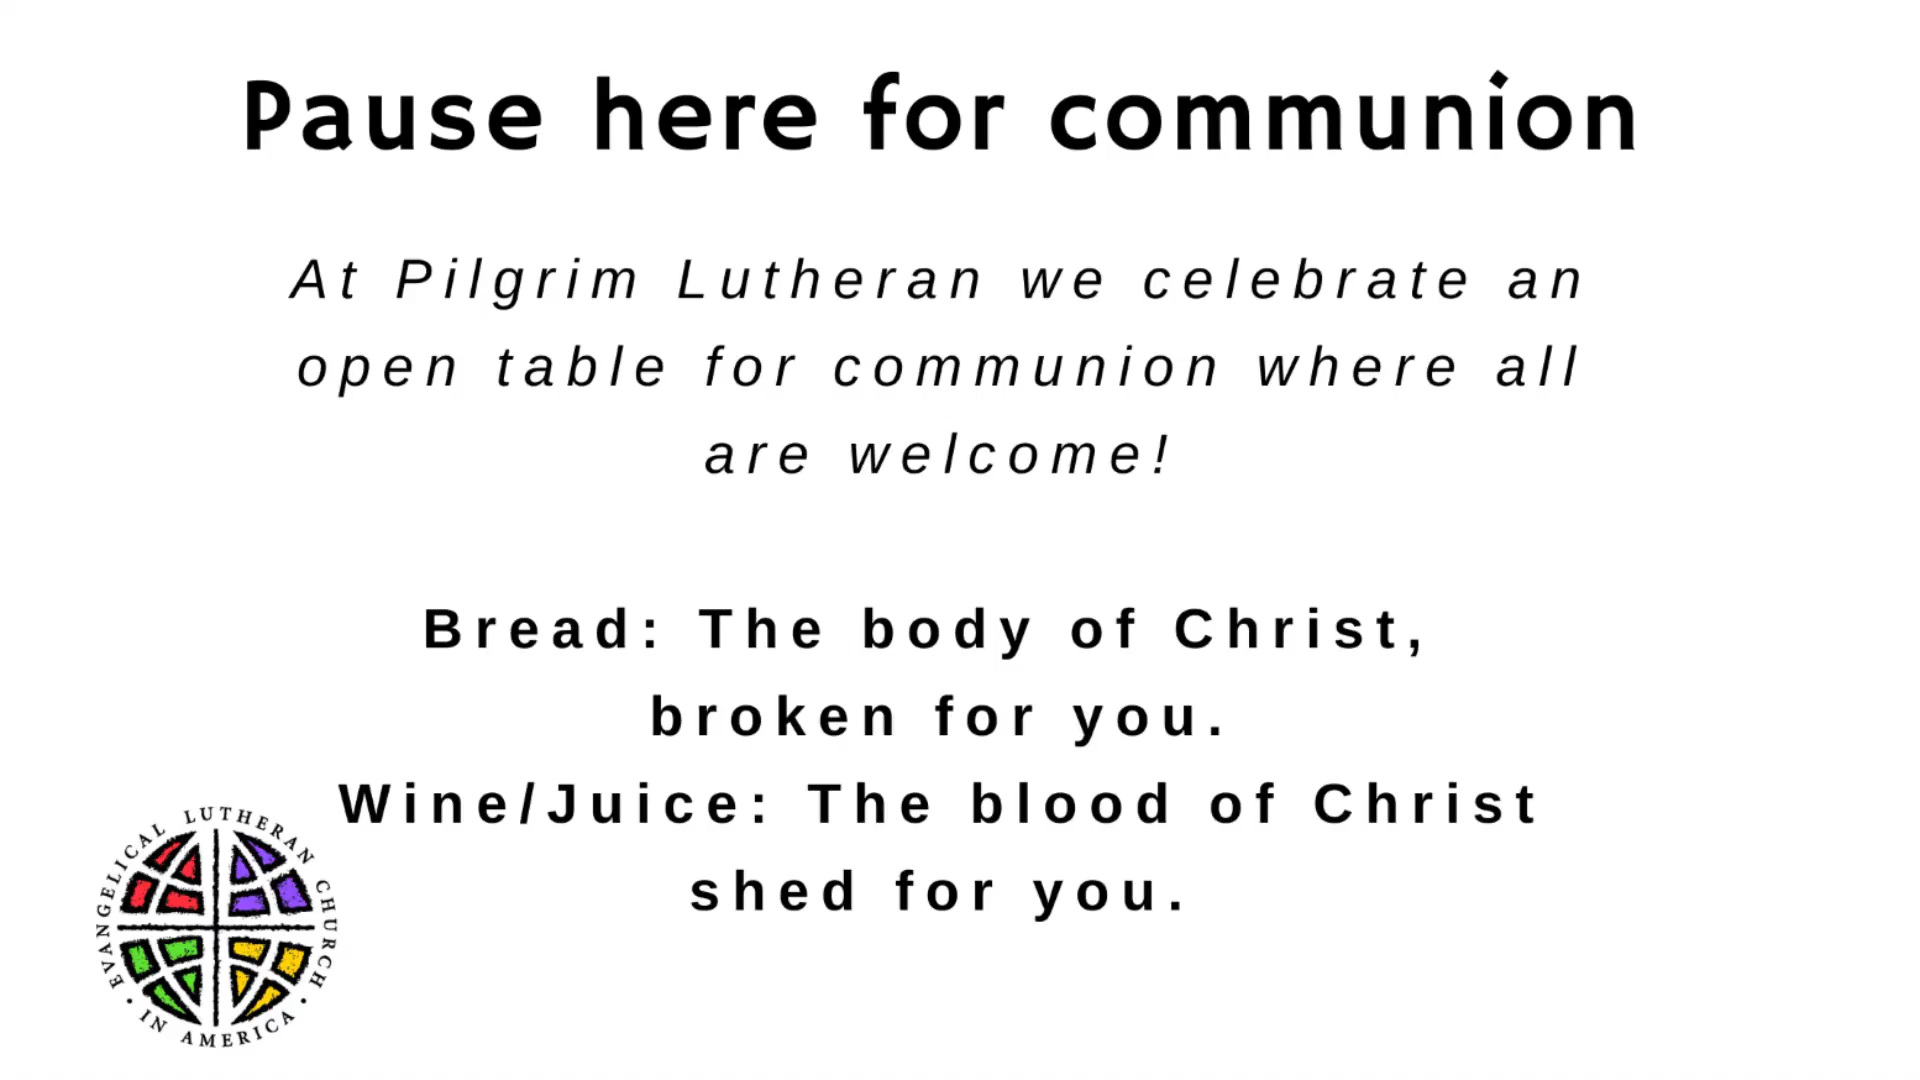 Pause here for communion
At Pilgrim Lutheran we celebrate an
open table for communion where all
are welcome!
Bread: The body of Christ,
broken for you.
Wine/Juice: The blood of Christ
shed for you.
EVANGELICAL LUTHERAN CHURCH
· IN AMERICA ·